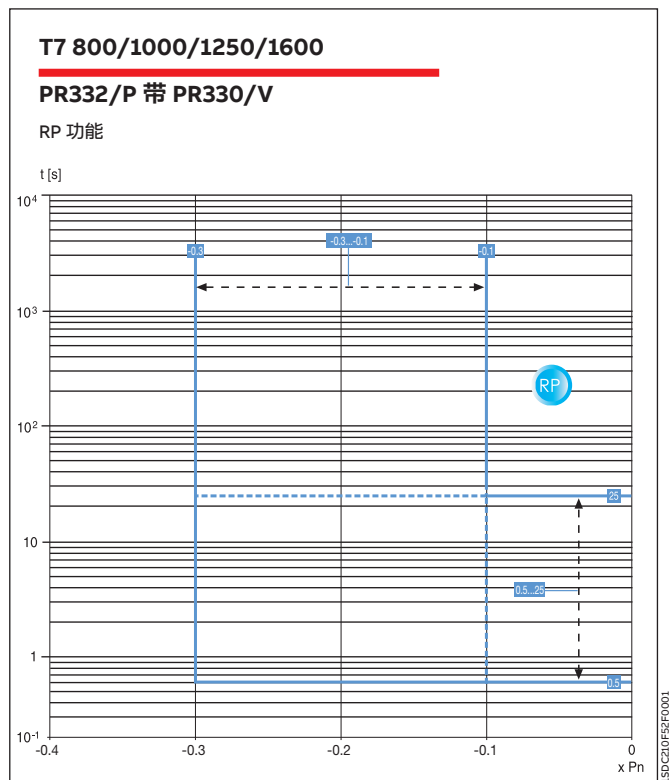 T7 800/1000/1250/1600
PR332/P 带 PR330/V
RP 功能
t [s]
10⁴
-0.3
-0.3...-0.1
-0.1
10³
RP
10²
25
10
0.5...25
1
0.5
10⁻¹
-0.4
-0.3
-0.2
-0.1
0
x Pn
5DC210F52F0001